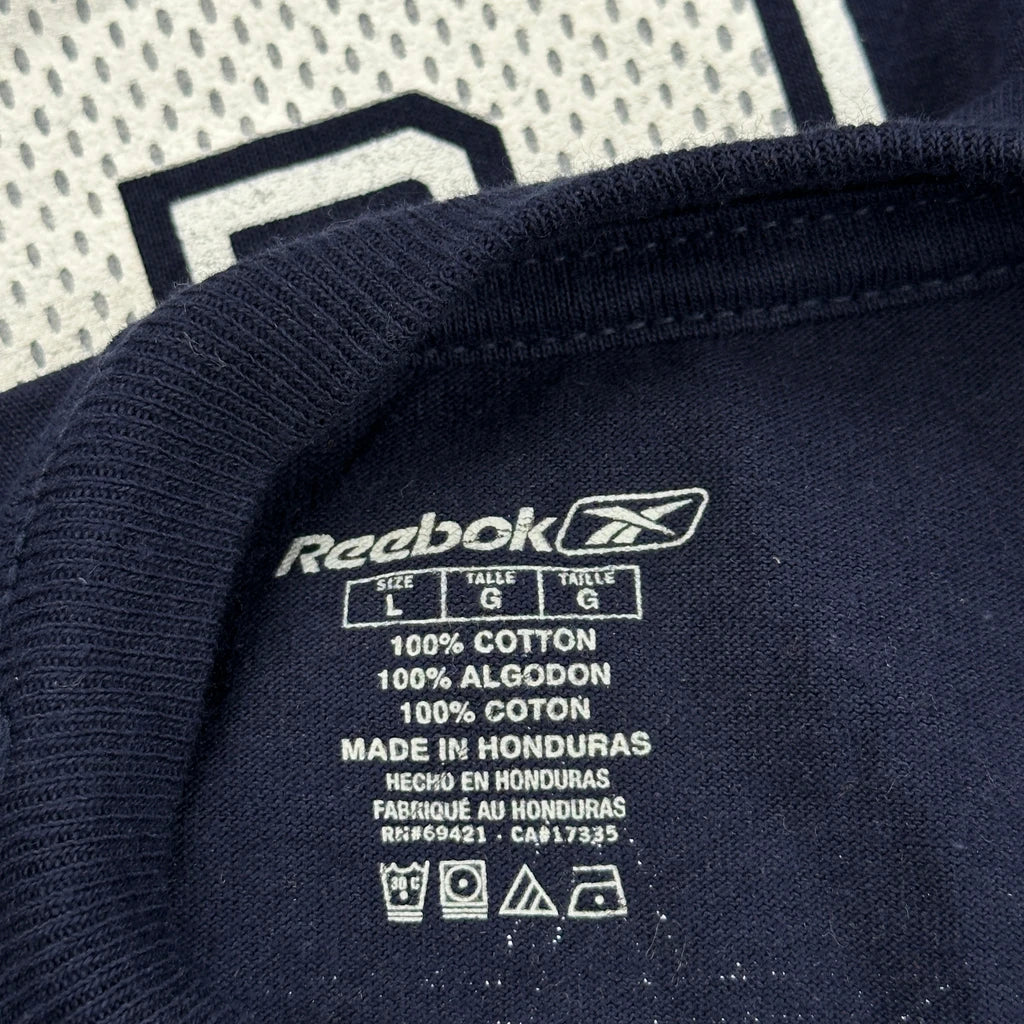 Reebok
SIZE TALLE TAILLE
L G G
100% COTTON
100% ALGODON
100% COTON
MADE IN HONDURAS
HECHO EN HONDURAS
FABRIQUÉ AU HONDURAS
RN#69421 · CA#17335
30 C